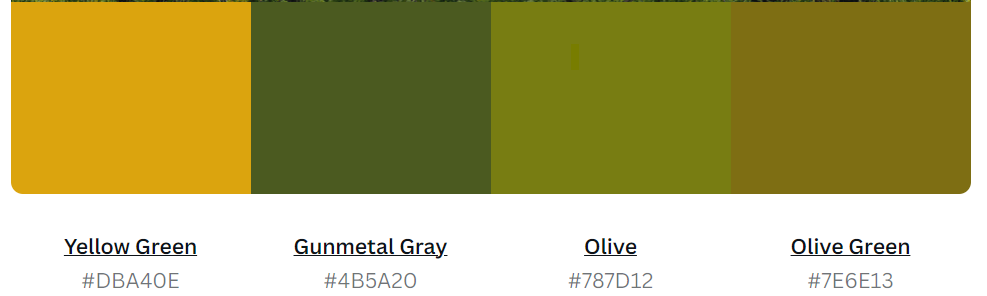 Yellow Green Gunmetal Gray Olive Olive Green
#DBA40E #4B5A20 #787D12 #7E6E13